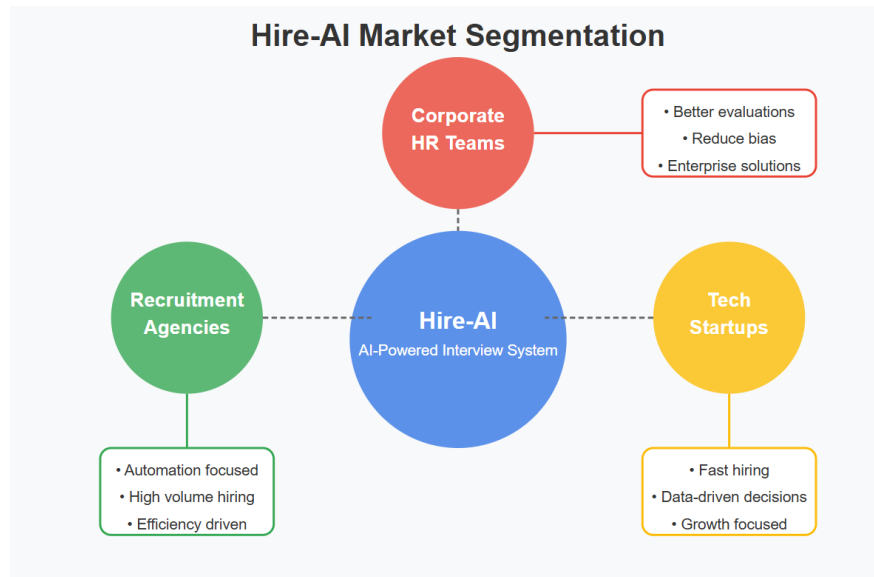 Hire-AI Market Segmentation
Corporate
HR Teams
• Better evaluations
• Reduce bias
• Enterprise solutions
Recruitment
Agencies
Hire-AI
AI-Powered Interview System
Tech
Startups
• Automation focused
• High volume hiring
• Efficiency driven
• Fast hiring
• Data-driven decisions
• Growth focused